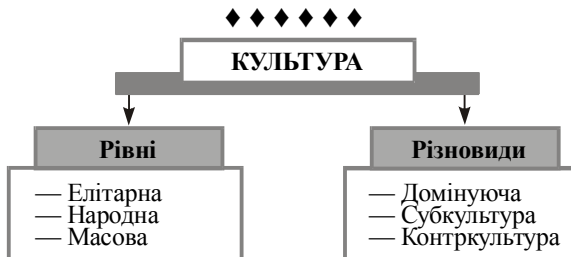 ♦ ♦ ♦ ♦ ♦ ♦
КУЛЬТУРА
Рівні
— Елітарна
— Народна
— Масова
Різновиди
— Домінуюча
— Субкультура
— Контркультура